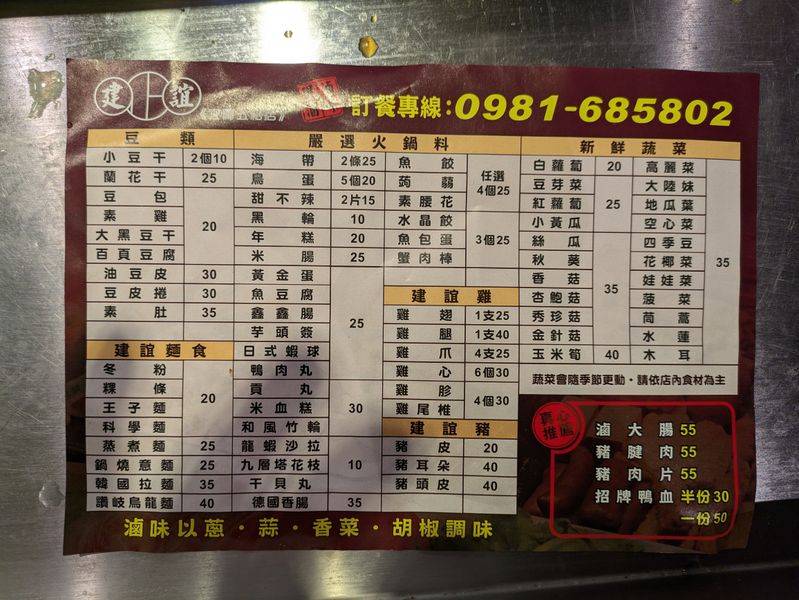 建 誼
訂餐專線：0981-685802
豆類
小豆干 2個10
蘭花干 25
豆包
素雞
大黑豆干
百頁豆腐
20
油豆皮 30
豆皮捲 30
素肚 35
建誼麵食
冬粉
粿條
王子麵
科學麵
20
蒸煮麵 25
鍋燒意麵 25
韓國拉麵 35
讚岐烏龍麵 40
嚴選火鍋料
海帶 2條25
鳥蛋 5個20
甜不辣 2片15
黑輪 10
年糕 20
米腸 25
黃金蛋
魚豆腐
鑫鑫腸
芋頭簽
日式蝦球
25
鴨肉丸
貢丸
米血糕
和風竹輪
30
龍蝦沙拉
九層塔花枝
干貝丸
10
德國香腸 35
魚餃
蒟蒻
素腰花
任選
4個25
水晶餃
魚包蛋
蟹肉棒
3個25
建誼雞
雞翅 1支25
雞腿 1支40
雞爪 4支25
雞心 6個30
雞胗
雞尾椎
4個30
建誼豬
豬皮 20
豬耳朵 40
豬頭皮 40
新鮮蔬菜
白蘿蔔 20
豆芽菜
紅蘿蔔
小黃瓜
25
絲瓜
秋葵
香菇
杏鮑菇
秀珍菇
金針菇
35
玉米筍 40
高麗菜
大陸妹
地瓜葉
空心菜
四季豆
花椰菜
娃娃菜
菠菜
茼蒿
水蓮
木耳
35
蔬菜會隨季節更動，請依店內食材為主
真心
推薦
滷大腸 55
豬腱肉 55
豬肉片 55
招牌鴨血 半份30
一份50
滷味以蔥·蒜·香菜·胡椒調味